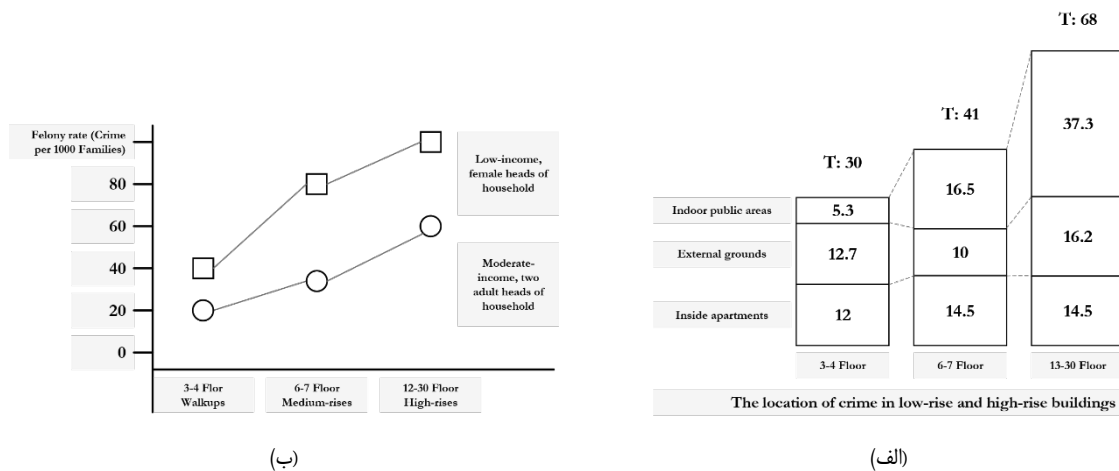 Felony rate (Crime
per 1000 Families)
80
60
40
20
0
Low-income,
female heads of
household
Moderate-
income, two
adult heads of
household
3-4 Flor
Walkups
6-7 Floor
Medium-rises
12-30 Floor
High-rises
(ب)
T: 30
T: 41
T: 68
Indoor public areas
External grounds
Inside apartments
5.3
12.7
12
16.5
10
14.5
37.3
16.2
14.5
3-4 Floor
6-7 Floor
13-30 Floor
The location of crime in low-rise and high-rise buildings
(الف)